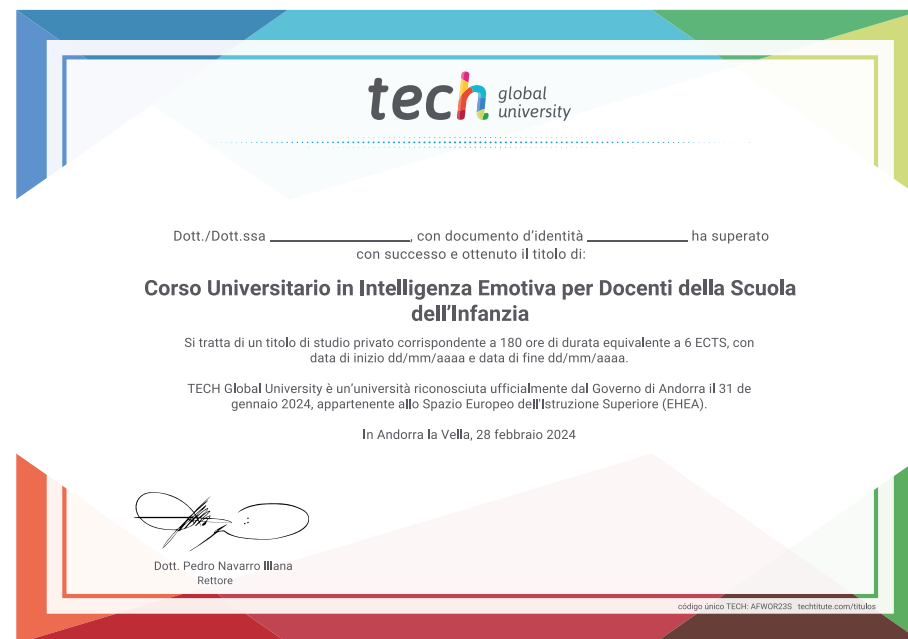 tech global university
Dott./Dott.ssa ____________________, con documento d'identità ______________ ha superato
con successo e ottenuto il titolo di:
Corso Universitario in Intelligenza Emotiva per Docenti della Scuola
dell'Infanzia
Si tratta di un titolo di studio privato corrispondente a 180 ore di durata equivalente a 6 ECTS, con
data di inizio dd/mm/aaaa e data di fine dd/mm/aaaa.
TECH Global University è un'università riconosciuta ufficialmente dal Governo di Andorra il 31 de
gennaio 2024, appartenente allo Spazio Europeo dell'Istruzione Superiore (EHEA).
In Andorra la Vella, 28 febbraio 2024
Dott. Pedro Navarro Illana
Rettore
código único TECH: AFWOR23S techtitute.com/titulos